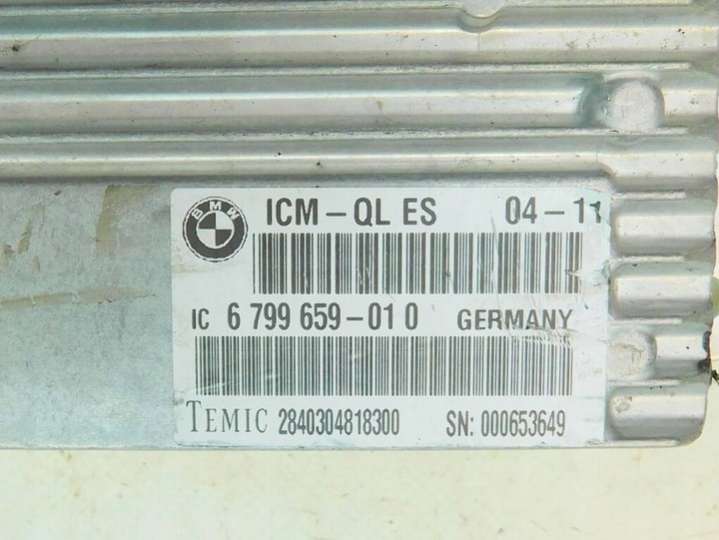 BMW
ICM-QL ES 04-11
IC 6 799 659-01 0 GERMANY
TEMIC 2840304818300 SN: 000653649